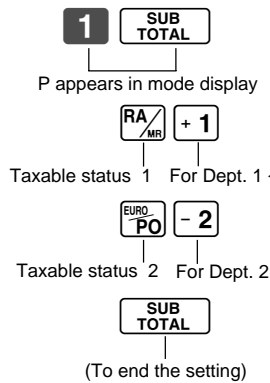 1 SUB TOTAL
P appears in mode display
RA/MR + 1
Taxable status 1 For Dept. 1 -
EURO PO - 2
Taxable status 2 For Dept. 2
SUB TOTAL
(To end the setting)